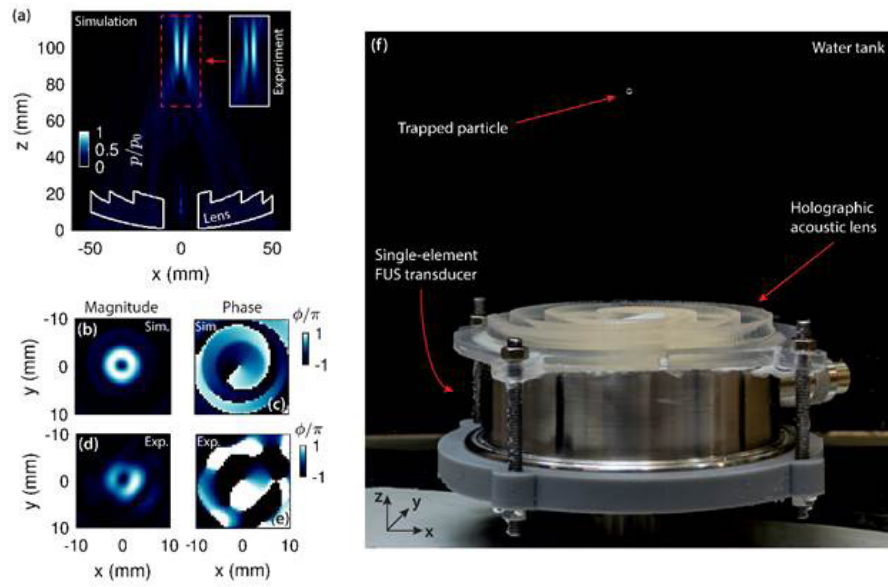 (a)
Simulation
Experiment
z (mm)
120
100
80
60
40
20
0
1
0.5
0
p/p₀
Lens
-50
0
50
x (mm)
Magnitude
Phase
ϕ/π
(b)
Sim.
Sim.
(c)
1
-1
y (mm)
-10
0
10
(d)
Exp.
Exp.
(e)
ϕ/π
1
-1
y (mm)
-10
0
10
-10
0
10
-10
0
10
x (mm)
x (mm)
(f)
Water tank
Trapped particle
Holographic
acoustic lens
Single-element
FUS transducer
z
y
x